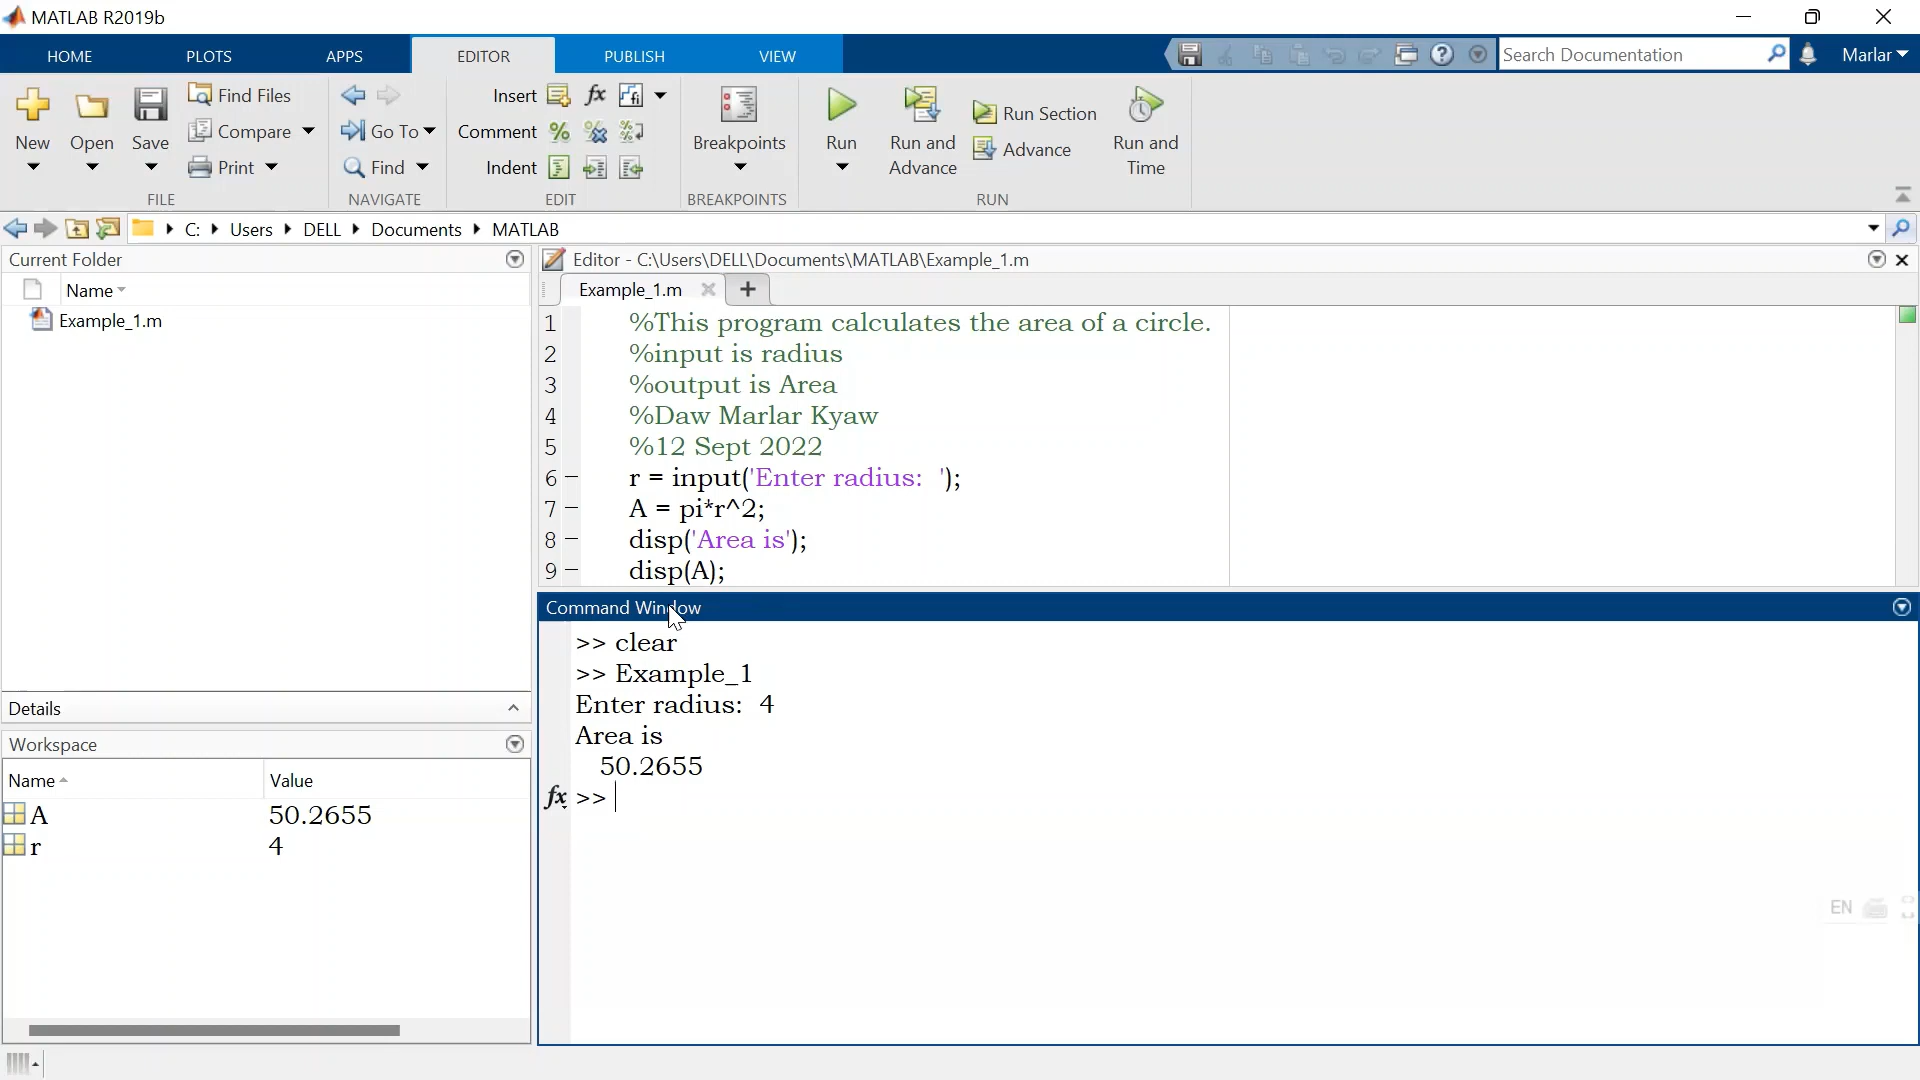 MATLAB R2019b
HOME PLOTS APPS EDITOR PUBLISH VIEW Search Documentation Marlar
New Open Save Find Files Compare Print
FILE
Go To Find
NAVIGATE
Insert fx fi
Comment % % %
Indent
EDIT
Breakpoints
BREAKPOINTS
Run Run and Advance Run Section Advance Run and Time
RUN
C: Users DELL Documents MATLAB
Current Folder
Name
Example_1.m
Details
Workspace
Name Value
A 50.2655
r 4
Editor - C:\Users\DELL\Documents\MATLAB\Example_1.m
Example_1.m +
1 %This program calculates the area of a circle.
2 %input is radius
3 %output is Area
4 %Daw Marlar Kyaw
5 %12 Sept 2022
6 – r = input('Enter radius:  ');
7 – A = pi*r^2;
8 – disp('Area is');
9 – disp(A);
Command Window
>> clear
>> Example_1
Enter radius:  4
Area is
50.2655
fx >>
EN